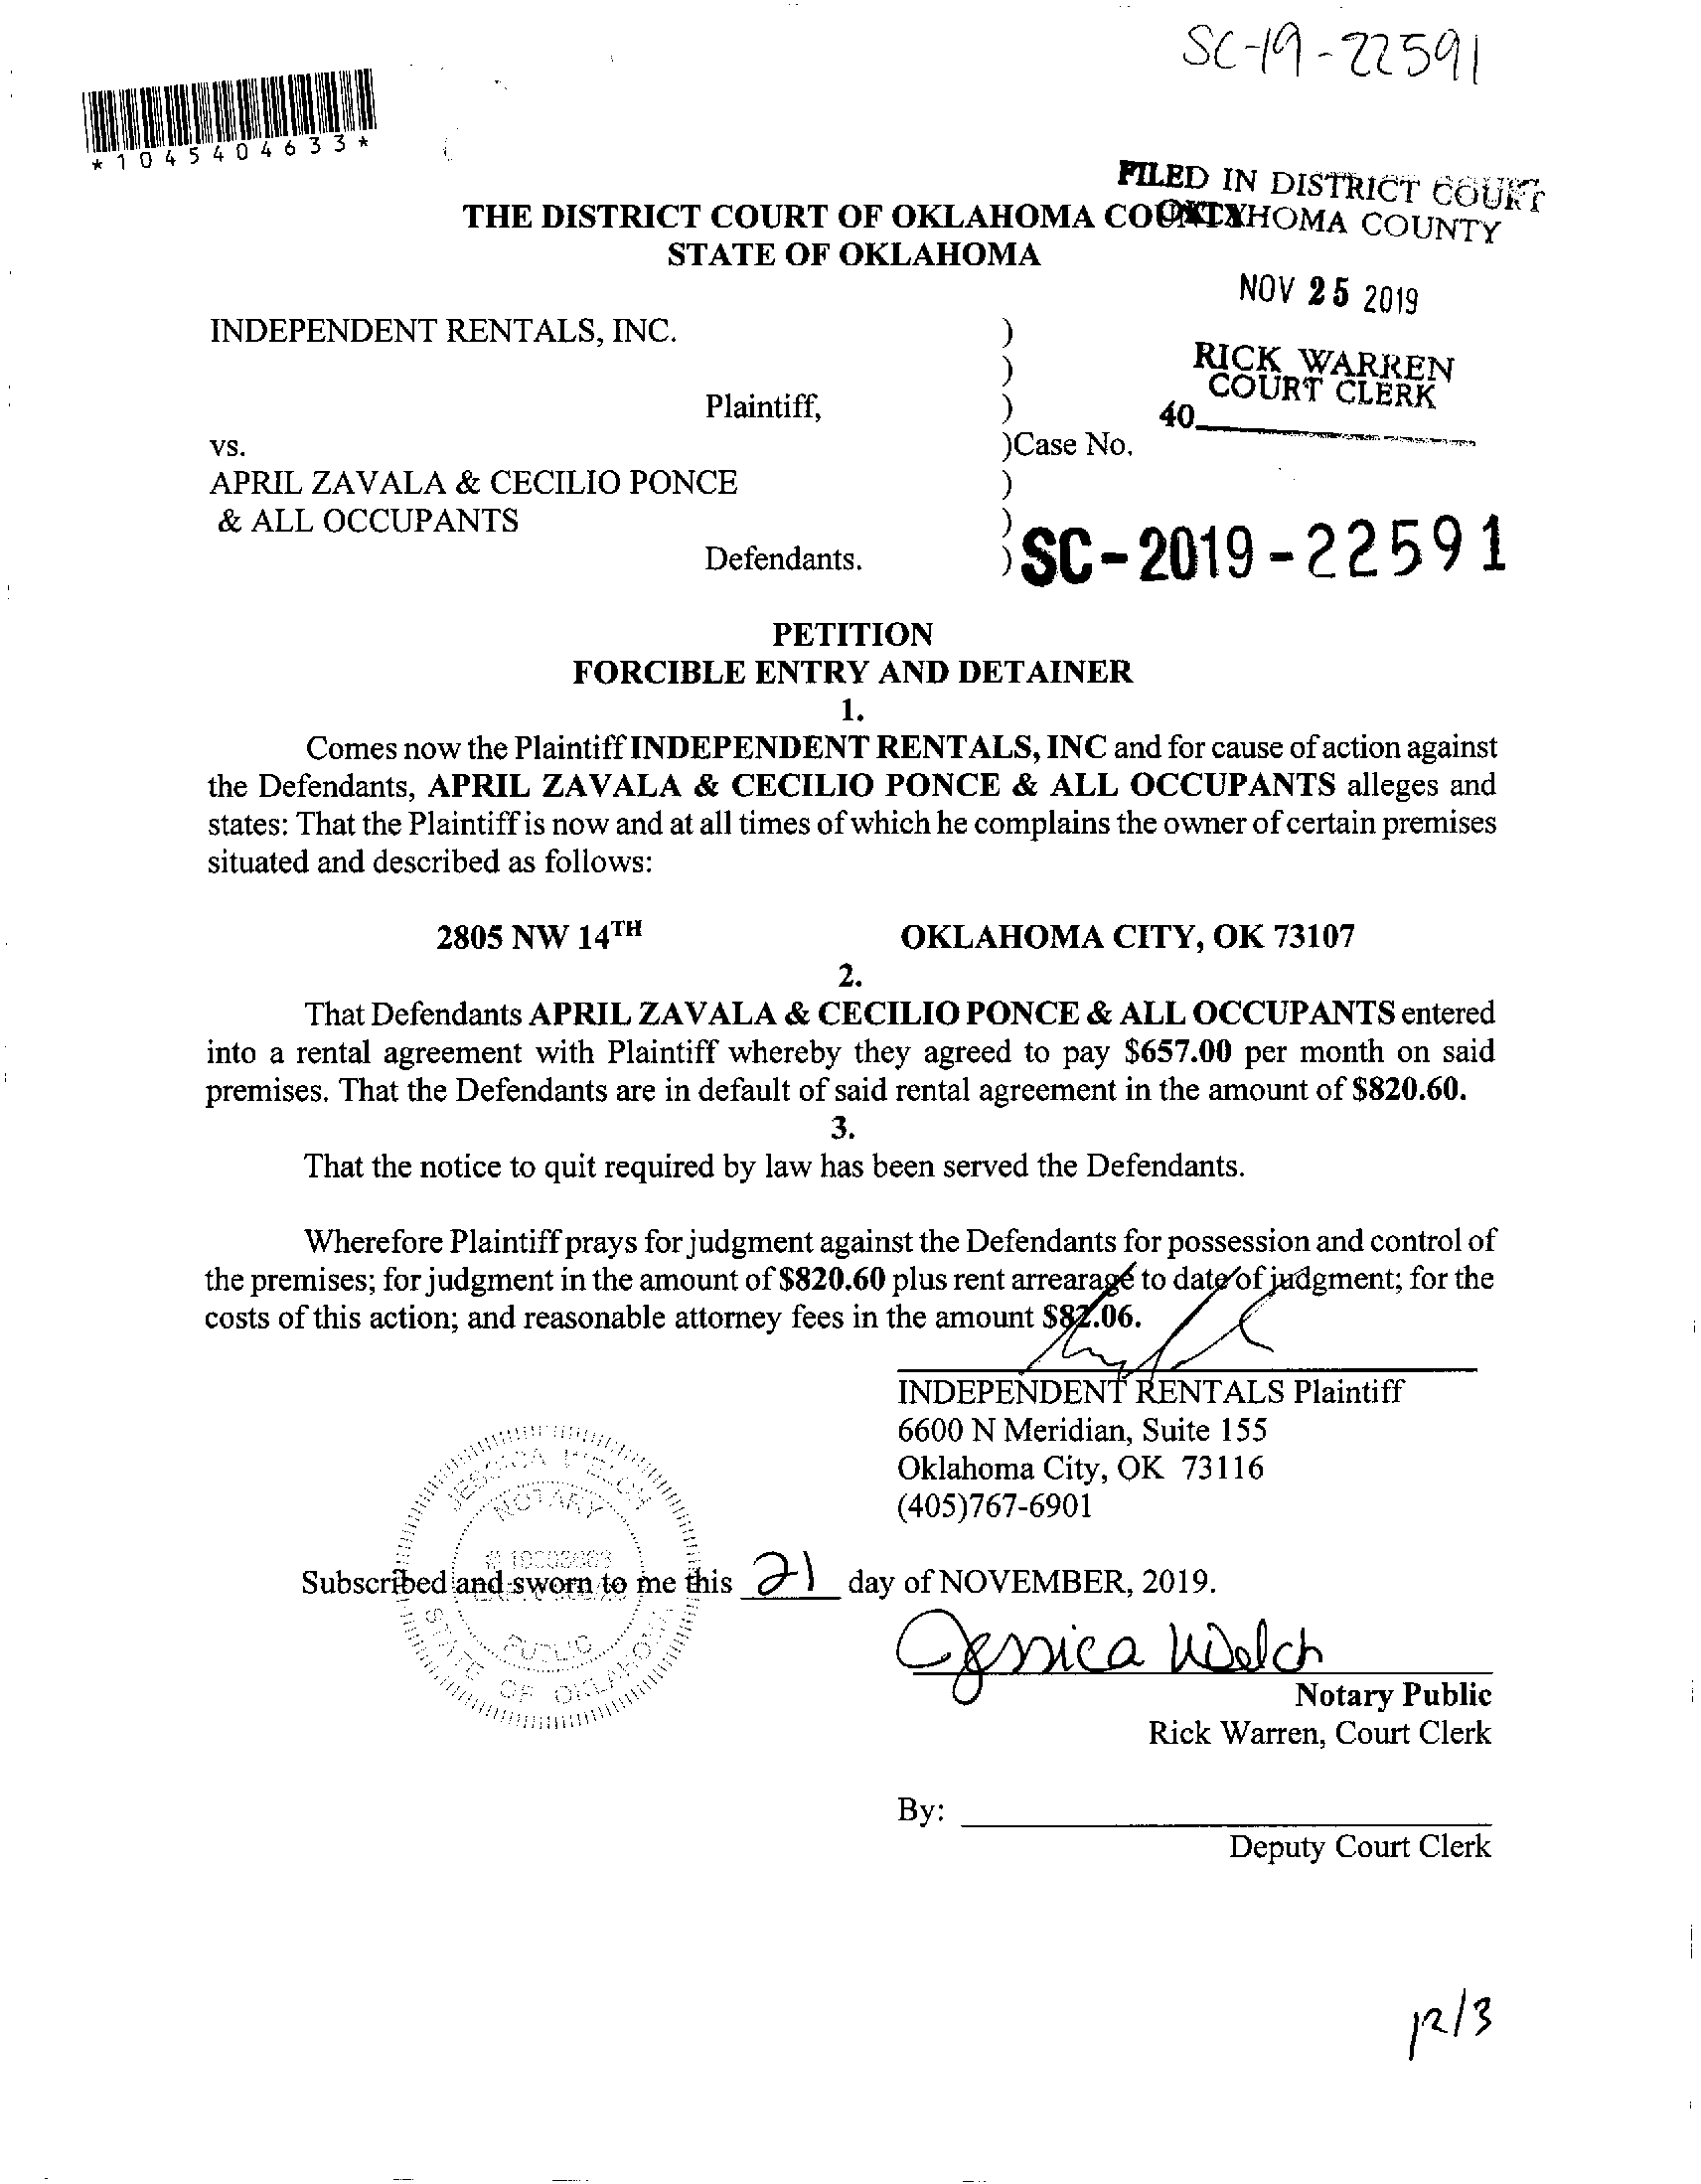 SC-19-22591
*1045404633*
FILED IN DISTRICT COURT
OKLAHOMA COUNTY
THE DISTRICT COURT OF OKLAHOMA COUNTY
STATE OF OKLAHOMA
NOV 25 2019
INDEPENDENT RENTALS, INC. )
)
RICK WARREN
COURT CLERK
Plaintiff, )
40
vs. )Case No.
APRIL ZAVALA & CECILIO PONCE )
& ALL OCCUPANTS )
Defendants. )
SC-2019-22591
PETITION
FORCIBLE ENTRY AND DETAINER
1.
Comes now the Plaintiff INDEPENDENT RENTALS, INC and for cause of action against
the Defendants, APRIL ZAVALA & CECILIO PONCE & ALL OCCUPANTS alleges and
states: That the Plaintiff is now and at all times of which he complains the owner of certain premises
situated and described as follows:
2805 NW 14TH OKLAHOMA CITY, OK 73107
2.
That Defendants APRIL ZAVALA & CECILIO PONCE & ALL OCCUPANTS entered
into a rental agreement with Plaintiff whereby they agreed to pay $657.00 per month on said
premises. That the Defendants are in default of said rental agreement in the amount of $820.60.
3.
That the notice to quit required by law has been served the Defendants.
Wherefore Plaintiff prays for judgment against the Defendants for possession and control of
the premises; for judgment in the amount of $820.60 plus rent arrearage to date of judgment; for the
costs of this action; and reasonable attorney fees in the amount $82.06.
INDEPENDENT RENTALS Plaintiff
6600 N Meridian, Suite 155
Oklahoma City, OK 73116
(405)767-6901
NOTARY
Subscribed and sworn to me this 21 day of NOVEMBER, 2019.
PUBLIC
STATE OF OKLAHOMA
Jessica Welch
Notary Public
Rick Warren, Court Clerk
By:
Deputy Court Clerk
12/3